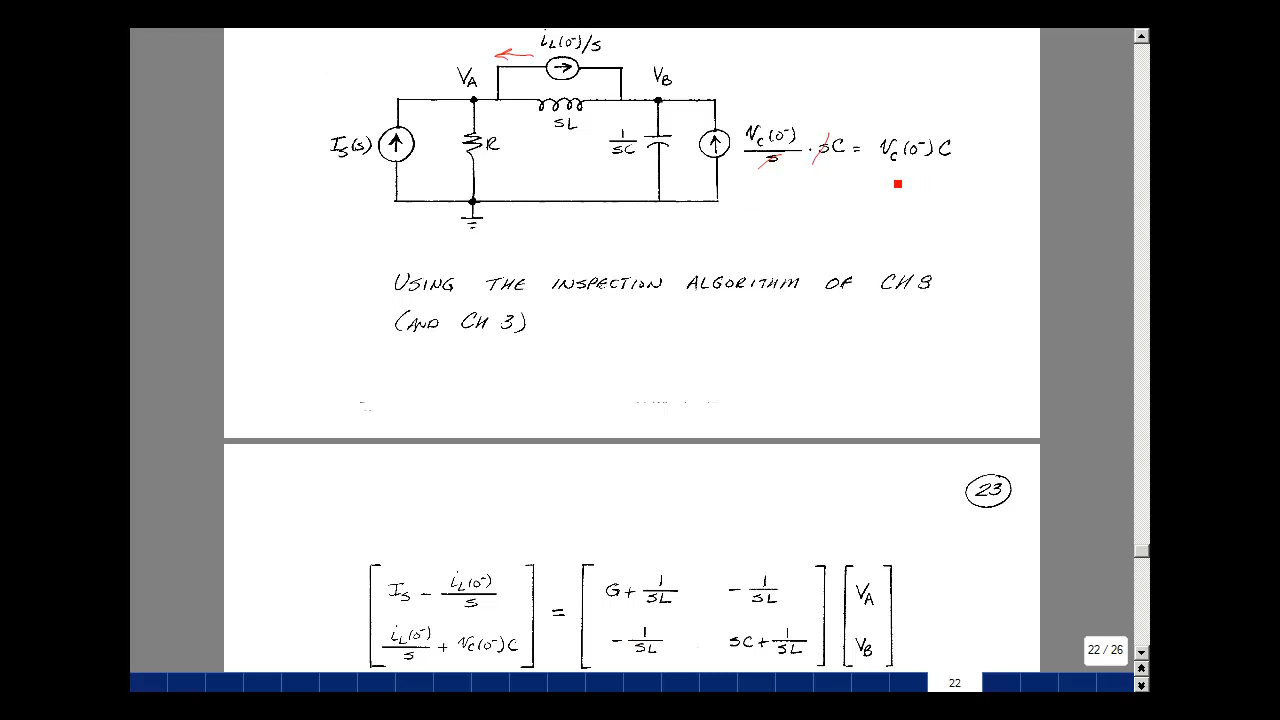 iL(0⁻)/s
VA
VB
Is(s)
R
sL
1/sC
Vc(0⁻)/s · sC = Vc(0⁻)C
USING THE INSPECTION ALGORITHM OF CH 8
(AND CH 3)
23
[ Is - iL(0⁻)/s ] = [ G + 1/sL   - 1/sL ] [ VA ]
[ iL(0⁻)/s + Vc(0⁻)C ] [ - 1/sL   sC + 1/sL ] [ VB ]
22 / 26
22